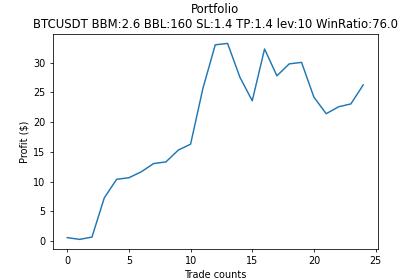 Portfolio
BTCUSDT BBM:2.6 BBL:160 SL:1.4 TP:1.4 lev:10 WinRatio:76.0
Profit ($)
30
25
20
15
10
5
0
0 5 10 15 20 25
Trade counts